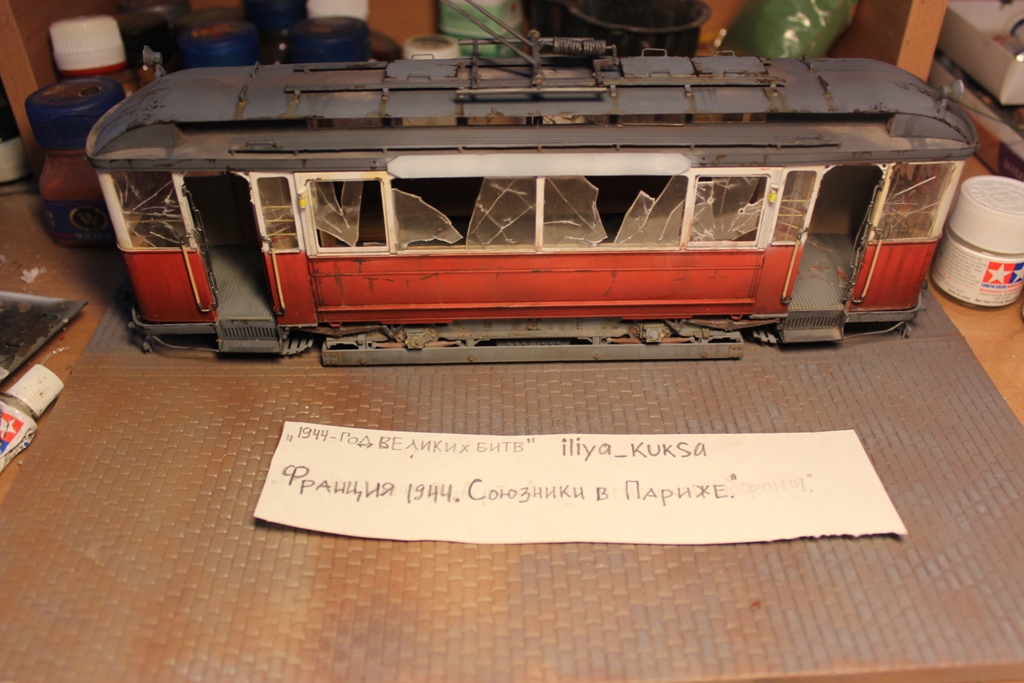 „1944-ГОД ВЕЛИКИХ БИТВ" iliya_KUKSA
ФРАНЦИЯ 1944. СОЮЗНИКИ В ПАРИЖЕ."